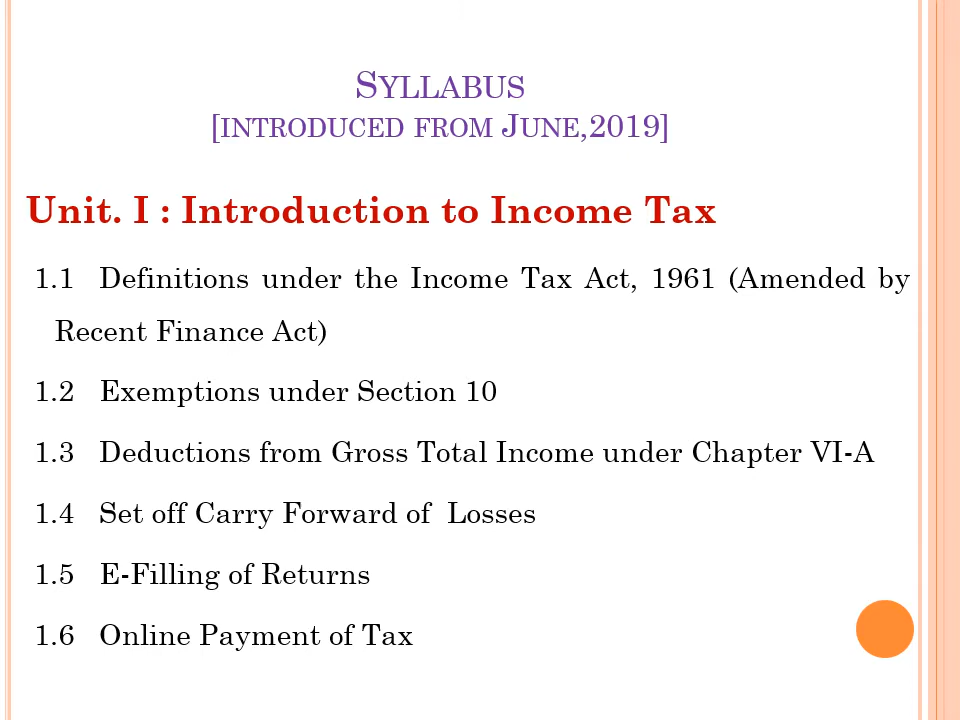 SYLLABUS
[INTRODUCED FROM JUNE,2019]
Unit. I : Introduction to Income Tax
1.1 Definitions under the Income Tax Act, 1961 (Amended by
Recent Finance Act)
1.2 Exemptions under Section 10
1.3 Deductions from Gross Total Income under Chapter VI-A
1.4 Set off Carry Forward of Losses
1.5 E-Filling of Returns
1.6 Online Payment of Tax